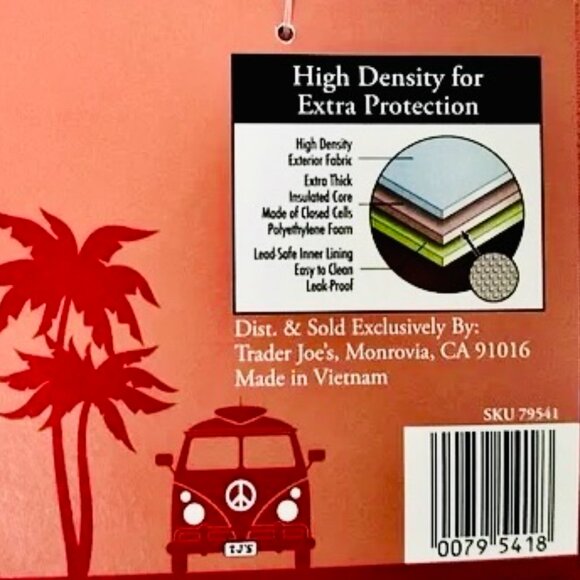 High Density for
Extra Protection
High Density
Exterior Fabric
Extra Thick
Insulated Core
Made of Closed Cells
Polyethylene Foam
Lead-Safe Inner Lining
Easy to Clean
Leak-Proof
Dist. & Sold Exclusively By:
Trader Joe's, Monrovia, CA 91016
Made in Vietnam
SKU 79541
TJ'S
0079 5418